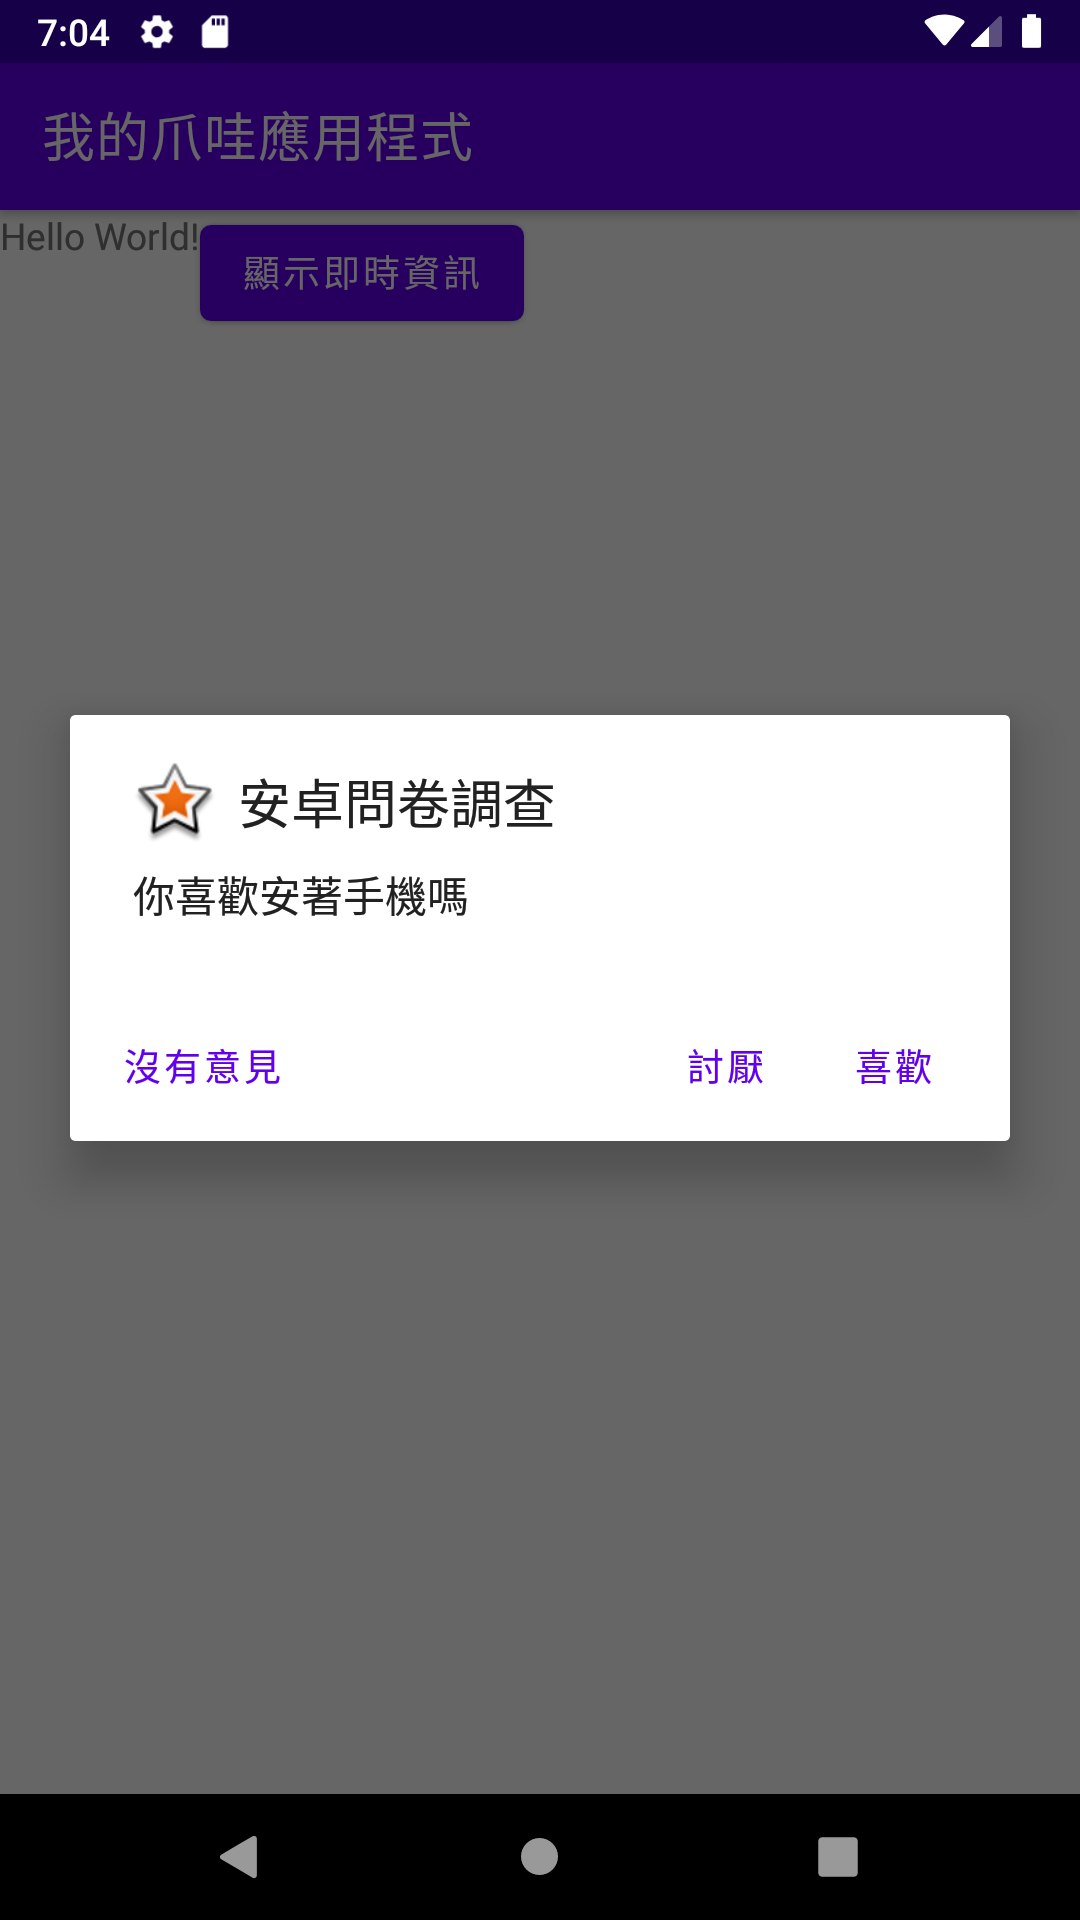 7:04
我的爪哇應用程式
Hello World!
顯示即時資訊
安卓問卷調查
你喜歡安著手機嗎
沒有意見
討厭
喜歡